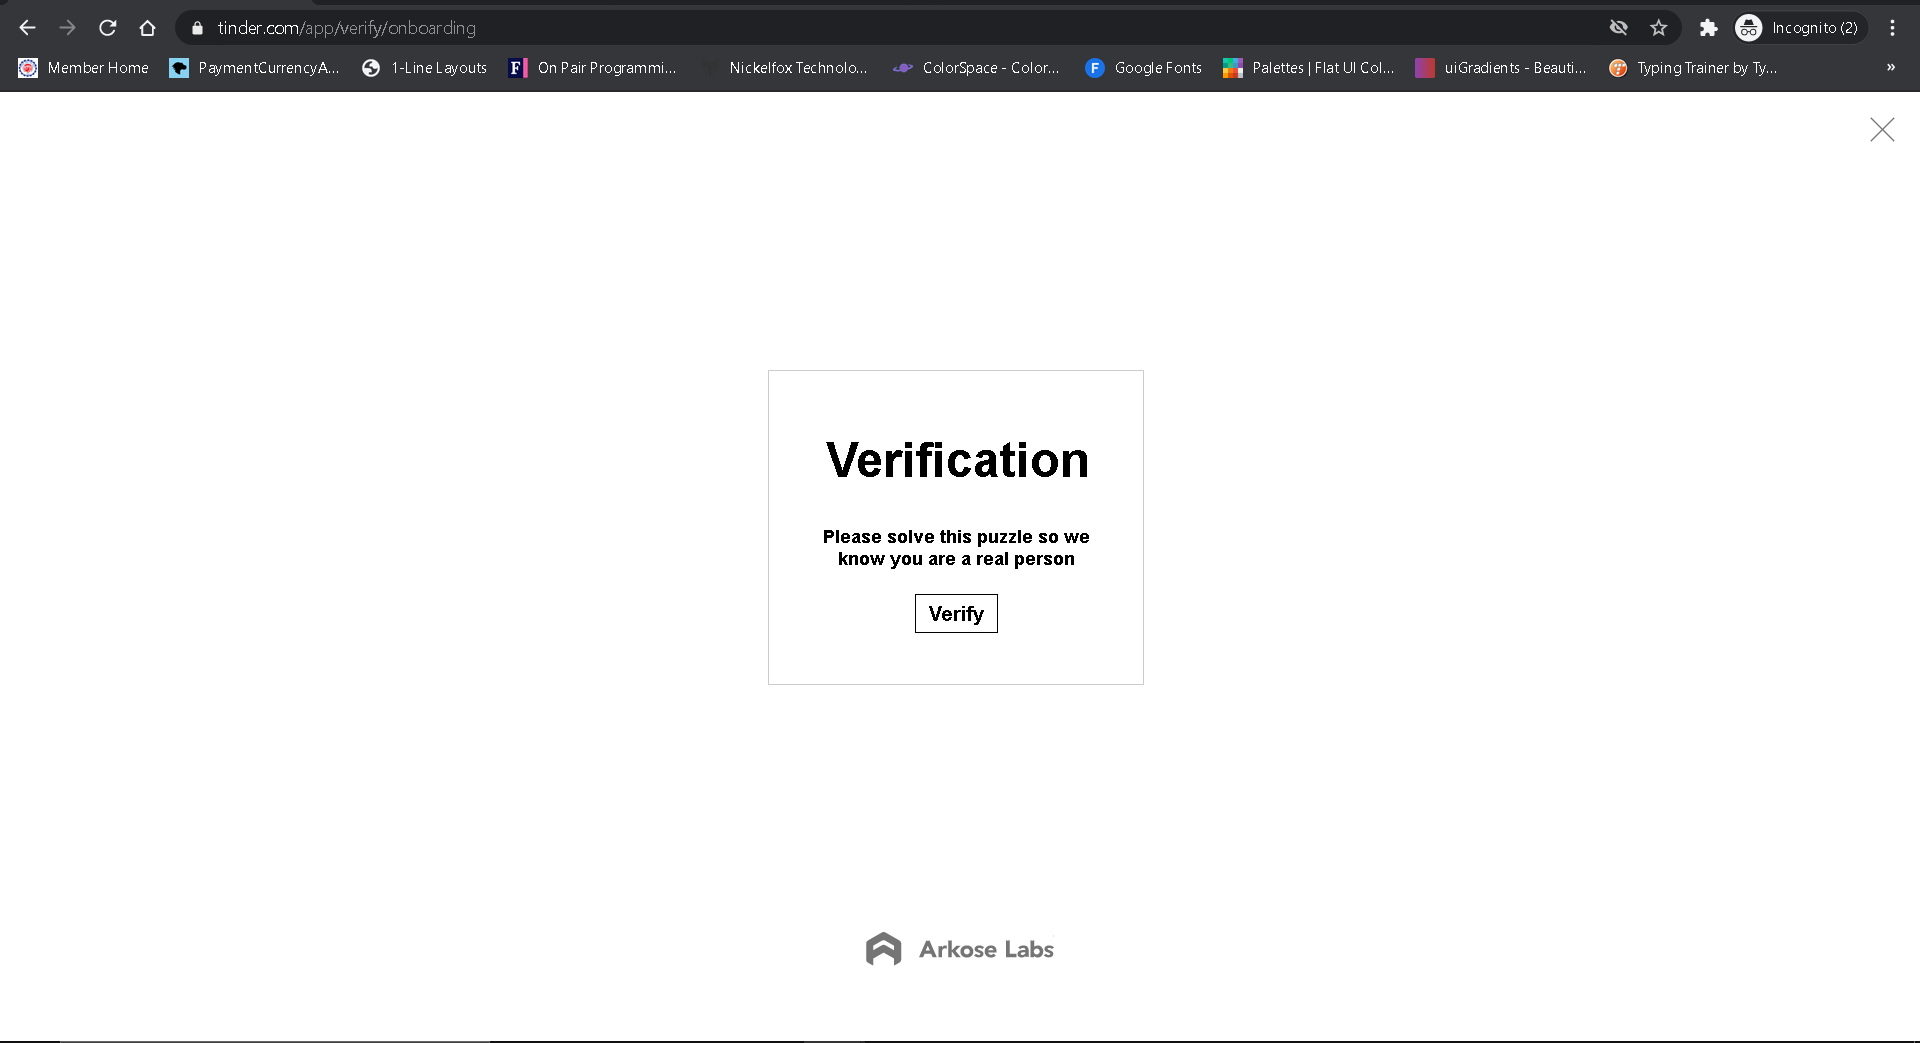 tinder.com/app/verify/onboarding
Incognito (2)
Member Home
PaymentCurrencyA...
1-Line Layouts
F
On Pair Programmi...
Nickelfox Technolo...
ColorSpace - Color...
F
Google Fonts
Palettes | Flat UI Col...
uiGradients - Beauti...
Typing Trainer by Ty...
»
Verification
Please solve this puzzle so we
know you are a real person
Verify
Arkose Labs